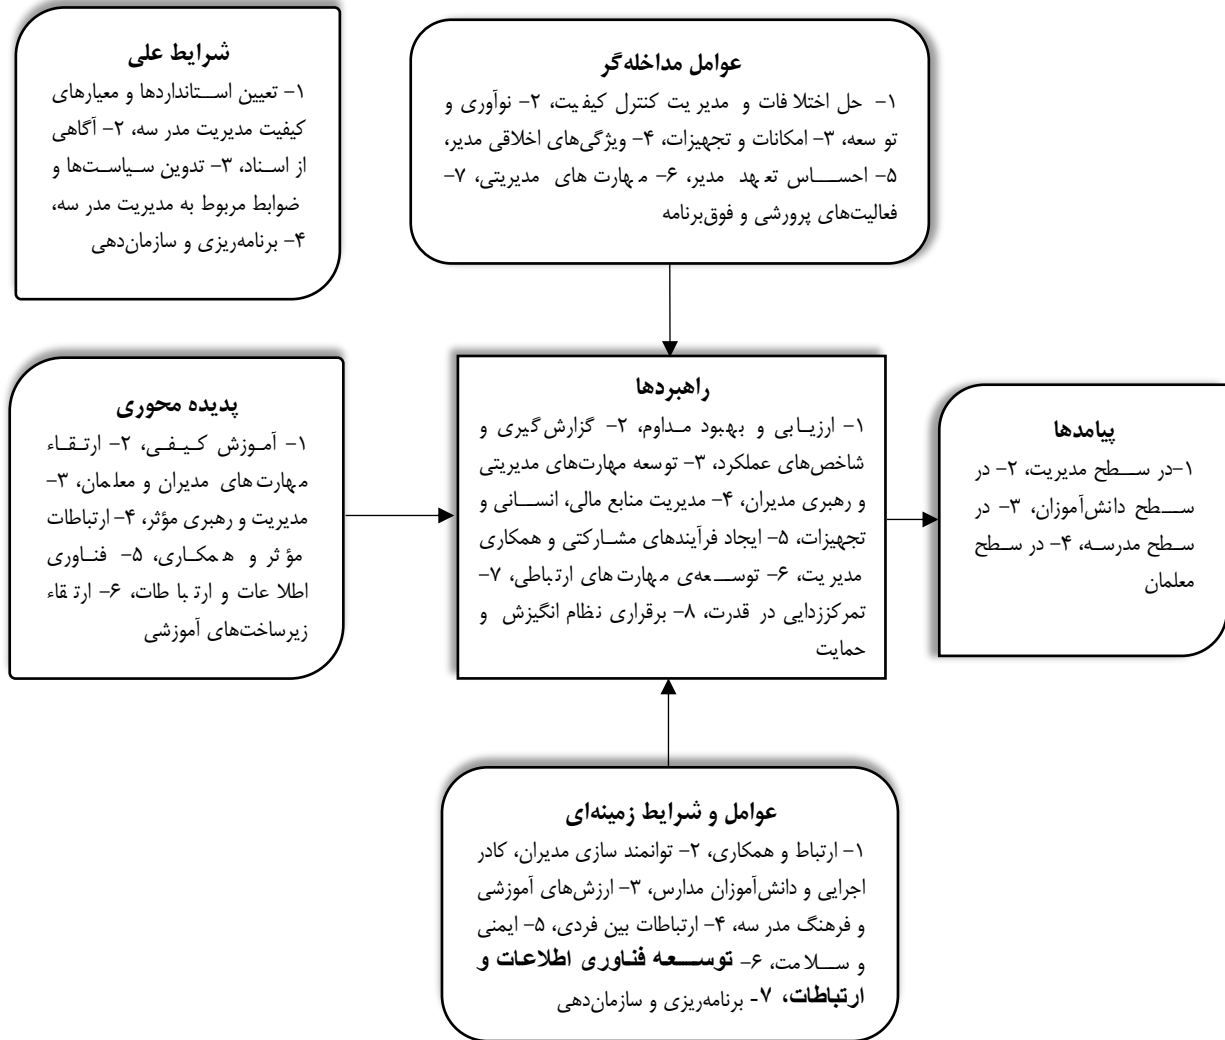 شرایط علی
۱- تعیین استانداردها و معیارهای
کیفیت مدیریت مدرسه، ۲- آگاهی
از اسناد، ۳- تدوین سیاست‌ها و
ضوابط مربوط به مدیریت مدرسه،
۴- برنامه‌ریزی و سازمان‌دهی
عوامل مداخله‌گر
۱- حل اختلافات و مدیریت کنترل کیفیت، ۲- نوآوری و
توسعه، ۳- امکانات و تجهیزات، ۴- ویژگی‌های اخلاقی مدیر،
۵- احساس تعهد مدیر، ۶- مهارت های مدیریتی، ۷-
فعالیت‌های پرورشی و فوق‌برنامه
پدیده محوری
۱- آموزش کیفی، ۲- ارتقاء
مهارت‌های مدیران و معلمان، ۳-
مدیریت و رهبری مؤثر، ۴- ارتباطات
مؤثر و همکاری، ۵- فناوری
اطلاعات و ارتباطات، ۶- ارتقاء
زیرساخت‌های آموزشی
راهبردها
۱- ارزیابی و بهبود مداوم، ۲- گزارش‌گیری و
شاخص‌های عملکرد، ۳- توسعه مهارت‌های مدیریتی
و رهبری مدیران، ۴- مدیریت منابع مالی، انسانی و
تجهیزات، ۵- ایجاد فرآیندهای مشارکتی و همکاری
مدیریت، ۶- توسعه‌ی مهارت‌های ارتباطی، ۷-
تمرکززدایی در قدرت، ۸- برقراری نظام انگیزش و
حمایت
پیامدها
۱-در سطح مدیریت، ۲- در
سطح دانش‌آموزان، ۳- در
سطح مدرسه، ۴- در سطح
معلمان
عوامل و شرایط زمینه‌ای
۱- ارتباط و همکاری، ۲- توانمند سازی مدیران، کادر
اجرایی و دانش‌آموزان مدارس، ۳- ارزش‌های آموزشی
و فرهنگ مدرسه، ۴- ارتباطات بین فردی، ۵- ایمنی
و سلامت، ۶- توسعه فناوری اطلاعات و
ارتباطات، ۷- برنامه‌ریزی و سازمان‌دهی